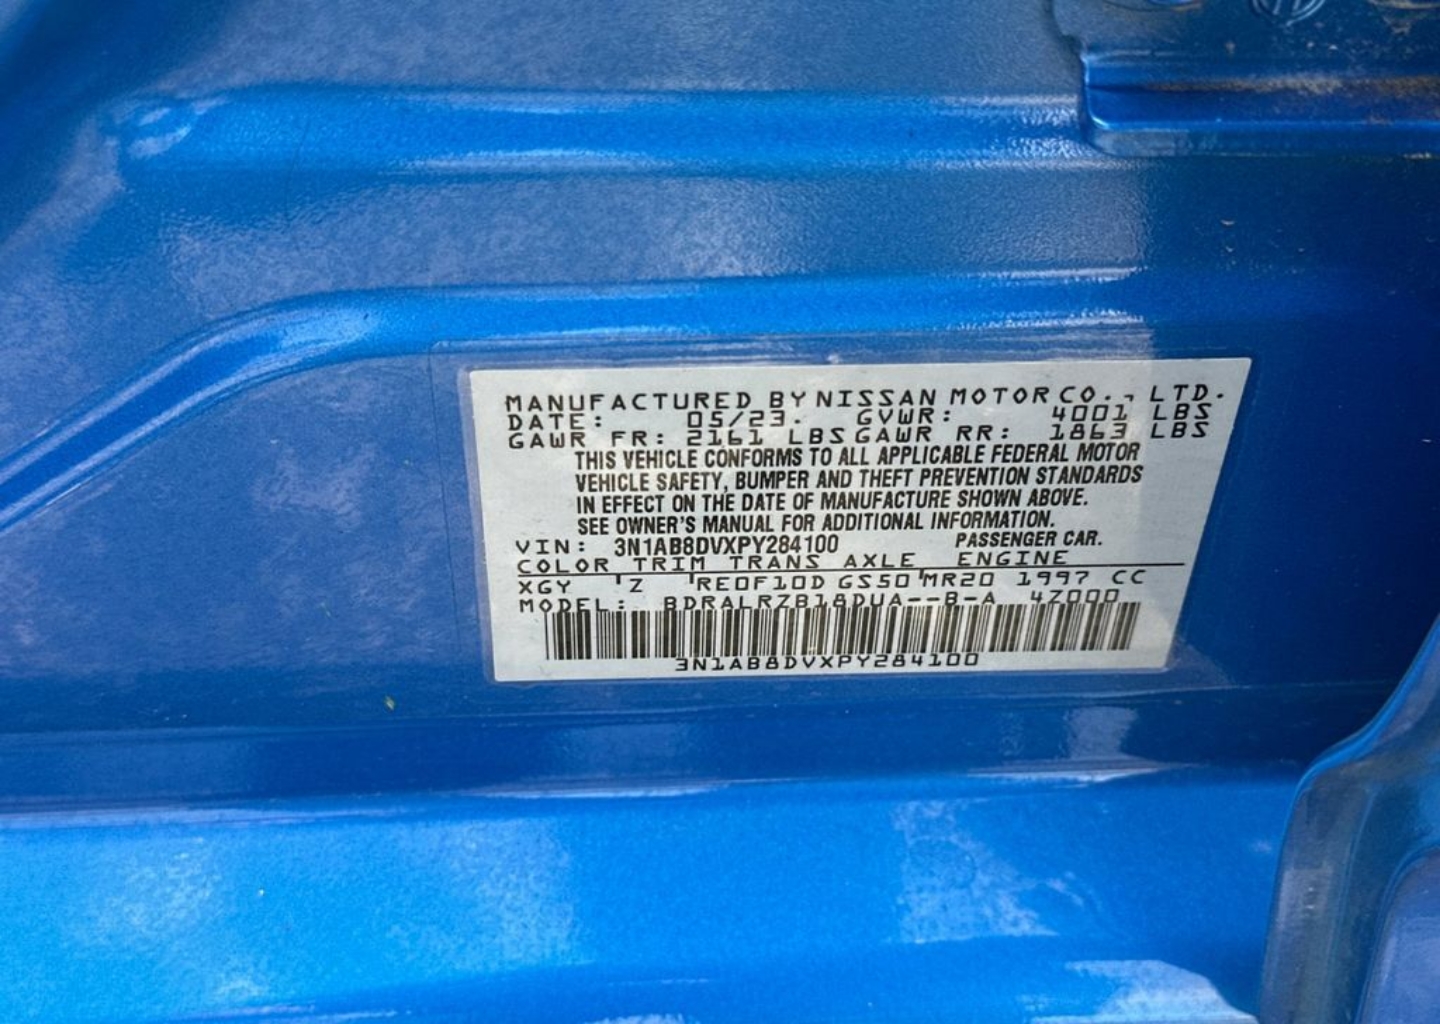 MANUFACTURED BY NISSAN MOTOR CO., LTD.
DATE: 05/23. GVWR: 4001 LBS
GAWR FR: 2161 LBS GAWR RR: 1863 LBS
THIS VEHICLE CONFORMS TO ALL APPLICABLE FEDERAL MOTOR
VEHICLE SAFETY, BUMPER AND THEFT PREVENTION STANDARDS
IN EFFECT ON THE DATE OF MANUFACTURE SHOWN ABOVE.
SEE OWNER'S MANUAL FOR ADDITIONAL INFORMATION.
VIN: 3N1AB8DVXPY284100 PASSENGER CAR.
COLOR TRIM TRANS AXLE ENGINE
XGY Z RE0F10D GS50 MR20 1997 CC
MODEL: BDRALRZB18DUA--B-A 4Z000
3N1AB8DVXPY284100